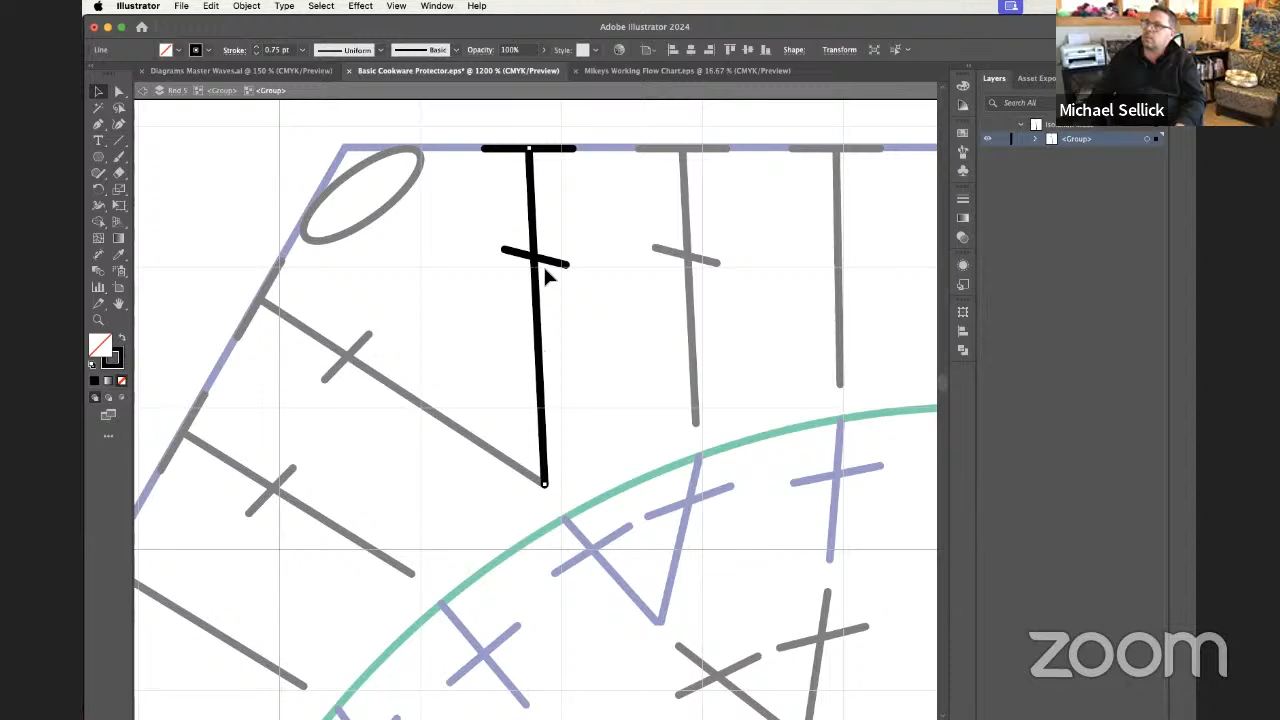 Illustrator File Edit Object Type Select Effect View Window Help
Adobe Illustrator 2024
Line Stroke: 0.75 pt Uniform Basic Opacity: 100% Style: Shape: Transform
× Diagrams Master Waves.ai @ 150 % (CMYK/Preview) × Basic Cookware Protector.eps* @ 1200 % (CMYK/Preview) × Mikeys Working Flow Chart.eps @ 16.67 % (CMYK/Preview)
Rnd 5 <Group> <Group>
Layers Asset Expo
Search All
Michael Sellick
<Group>
zoom